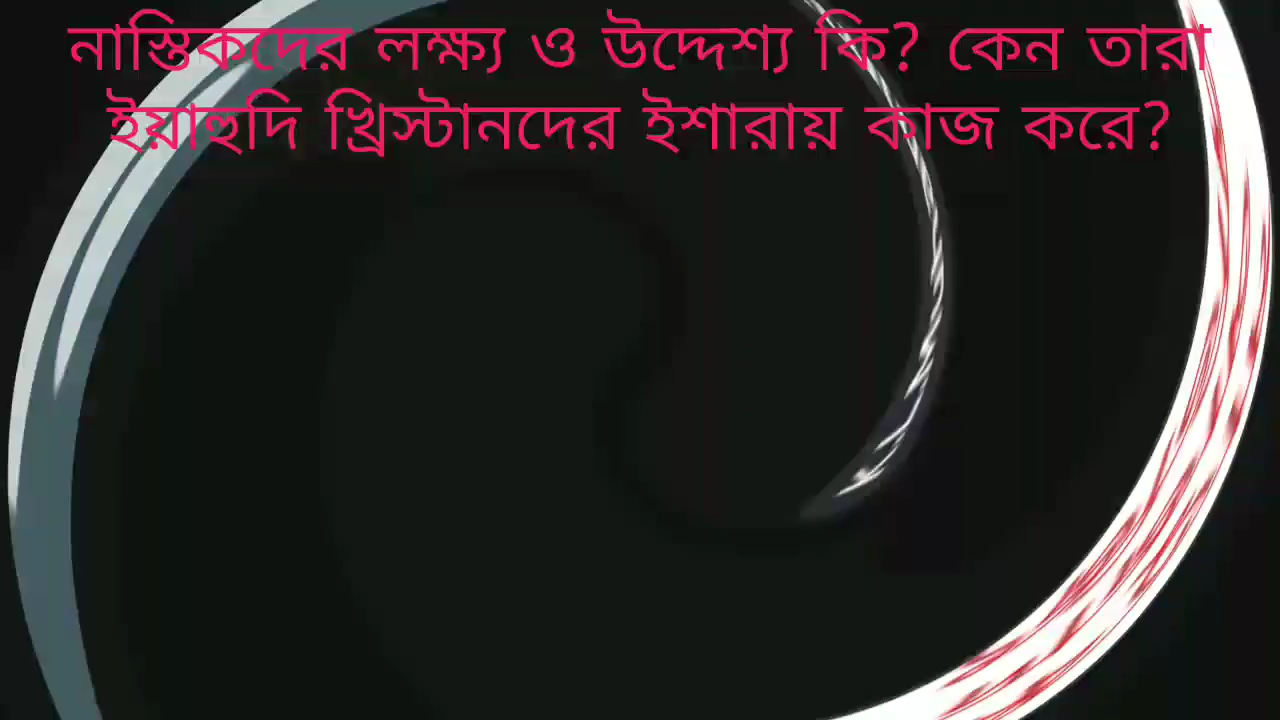 নাস্তিকদের লক্ষ্য ও উদ্দেশ্য কি? কেন তারা
ইয়াহুদি খ্রিস্টানদের ইশারায় কাজ করে?